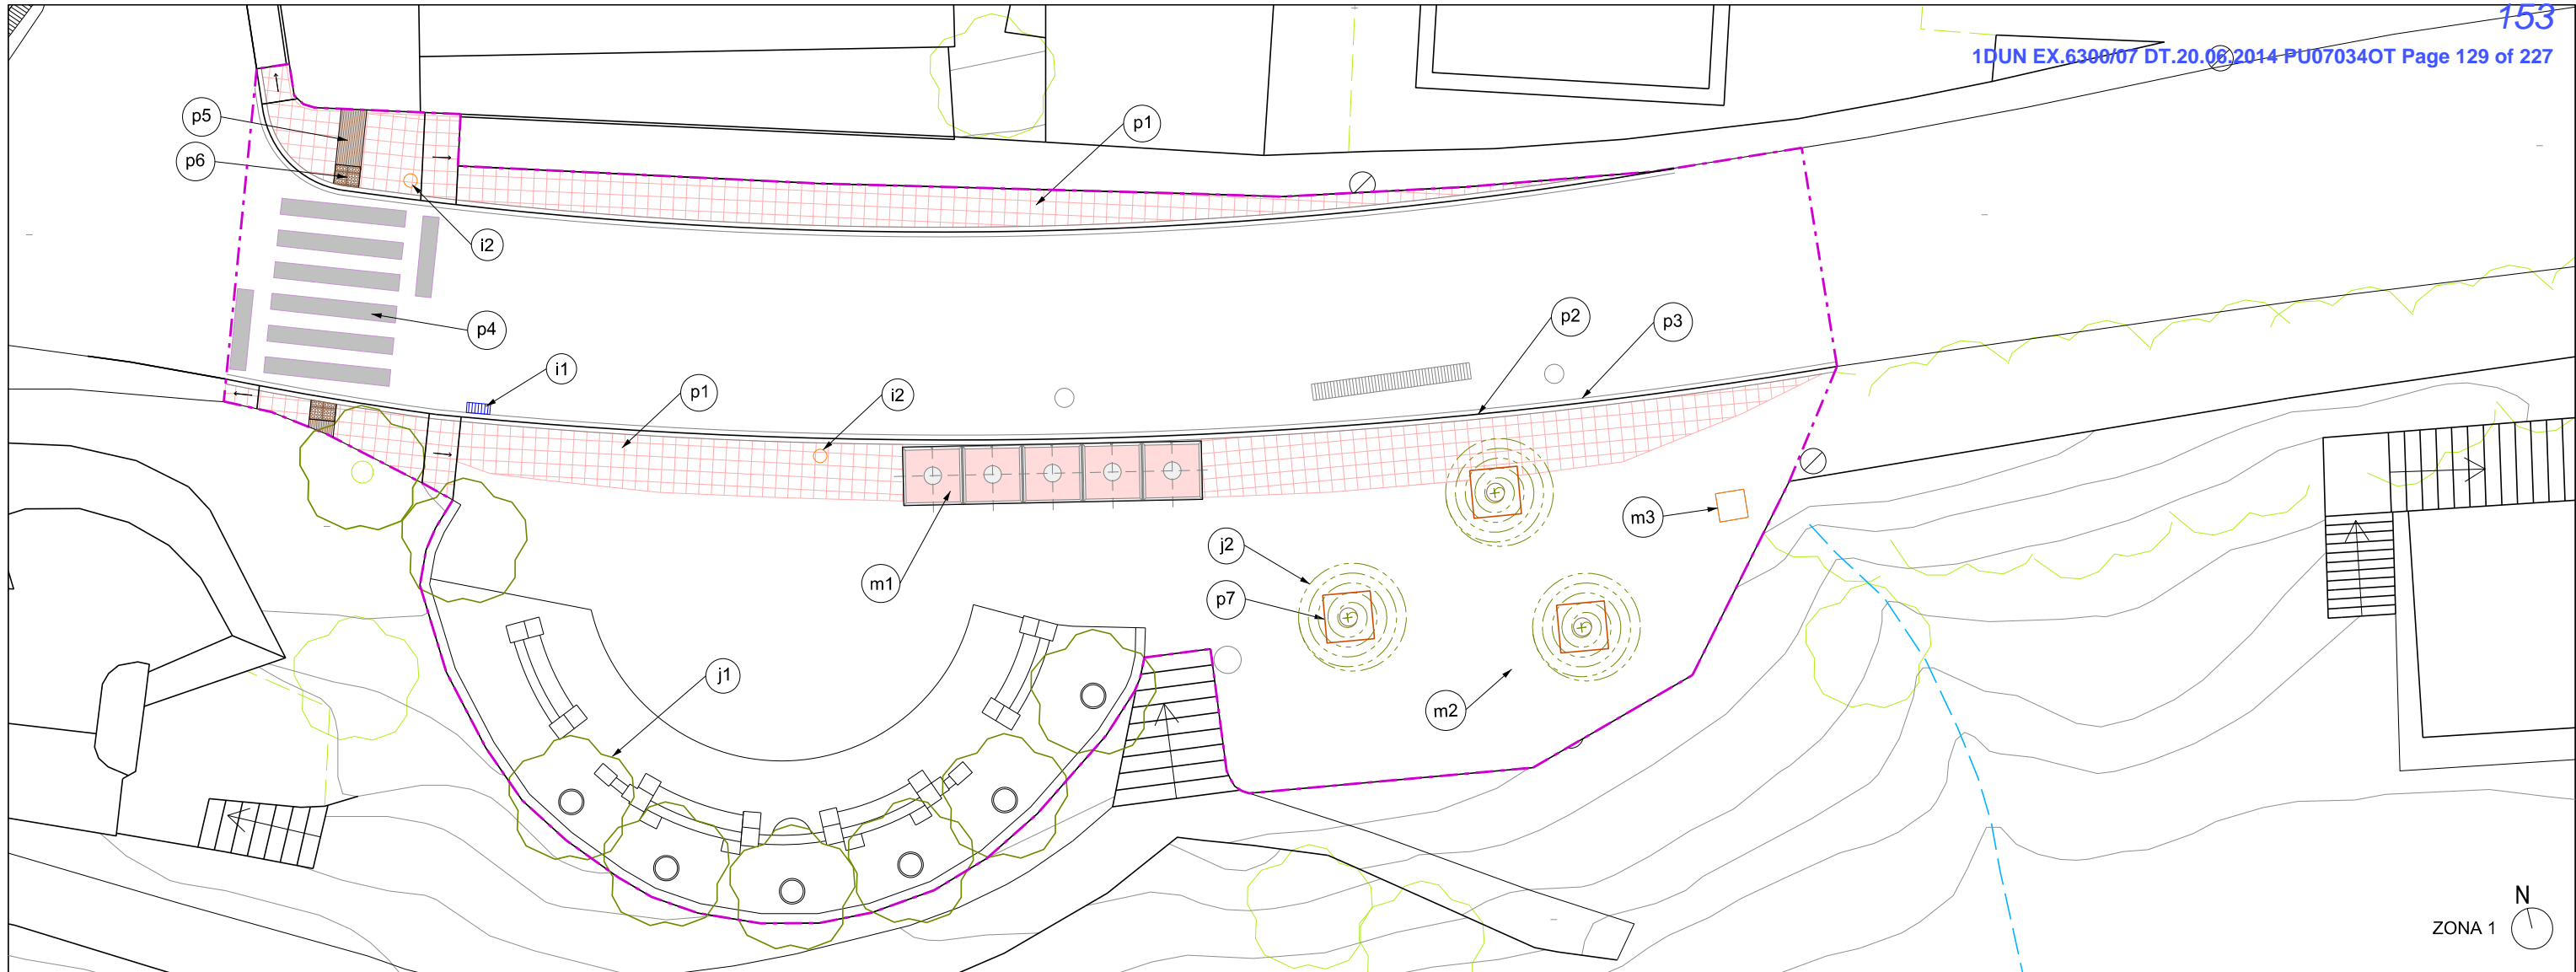 153
1DUN EX.6300/07 DT.20.06.2014 PU07034OT Page 129 of 227
p5
p1
p6
i2
p2
p3
p4
i1
p1
i2
m3
j2
m1
p7
j1
m2
N
ZONA 1